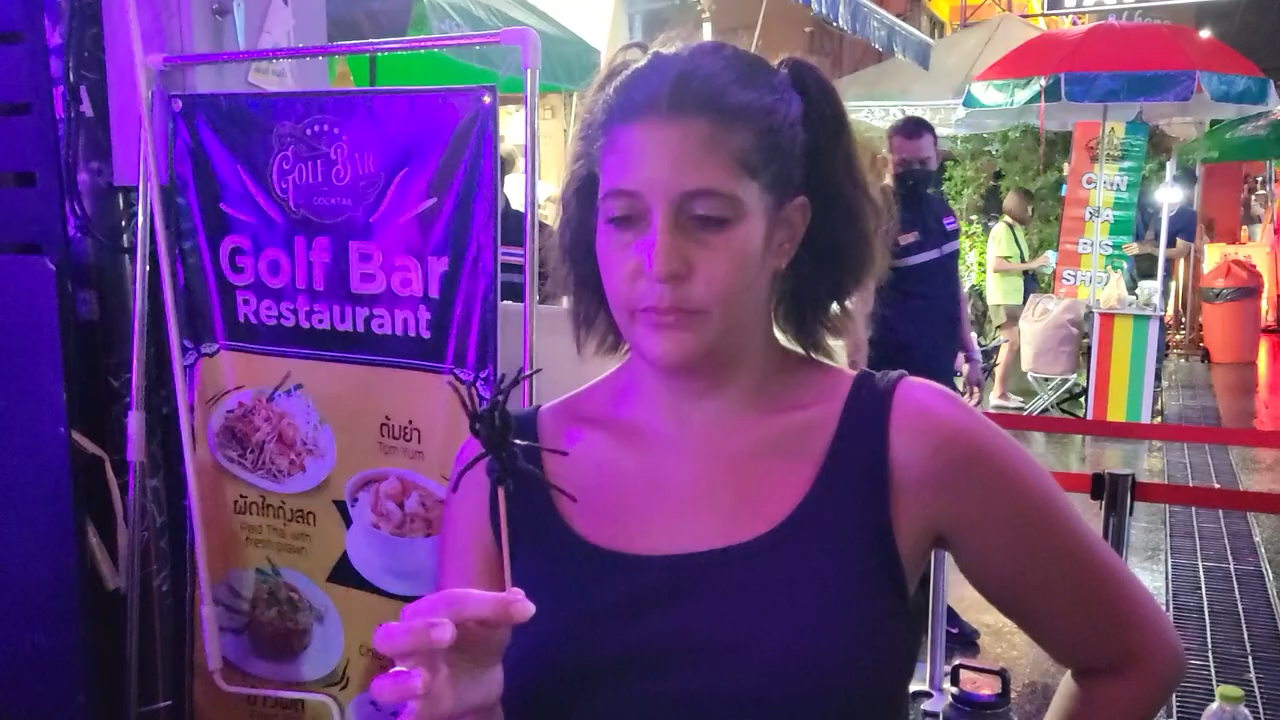 GOLF BAR
COCKTAIL
Golf Bar
Restaurant
ต้มยำ
Tom Yum
ผัดไทกุ้งสด
Pad Thai with
fresh prawn
CAN
NA
BIS
SHO